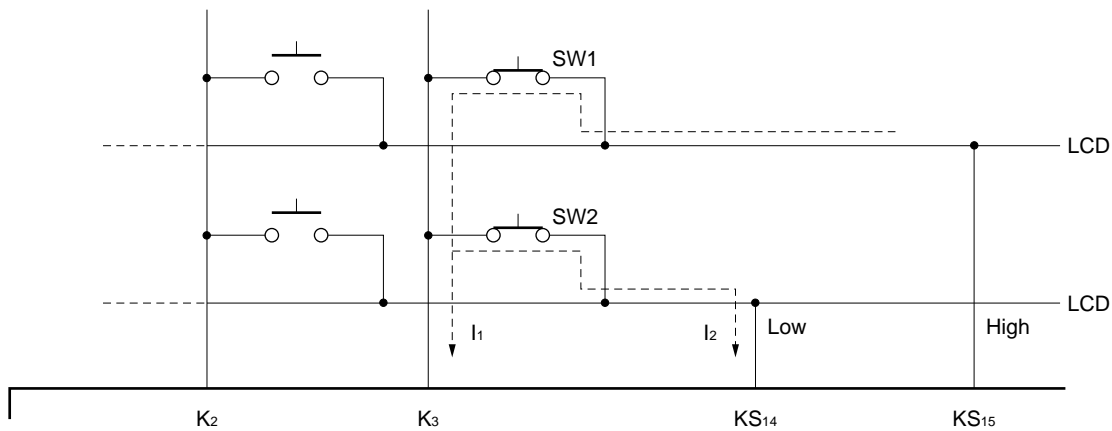 SW1
LCD
SW2
LCD
I1
I2
Low
High
K2
K3
KS14
KS15